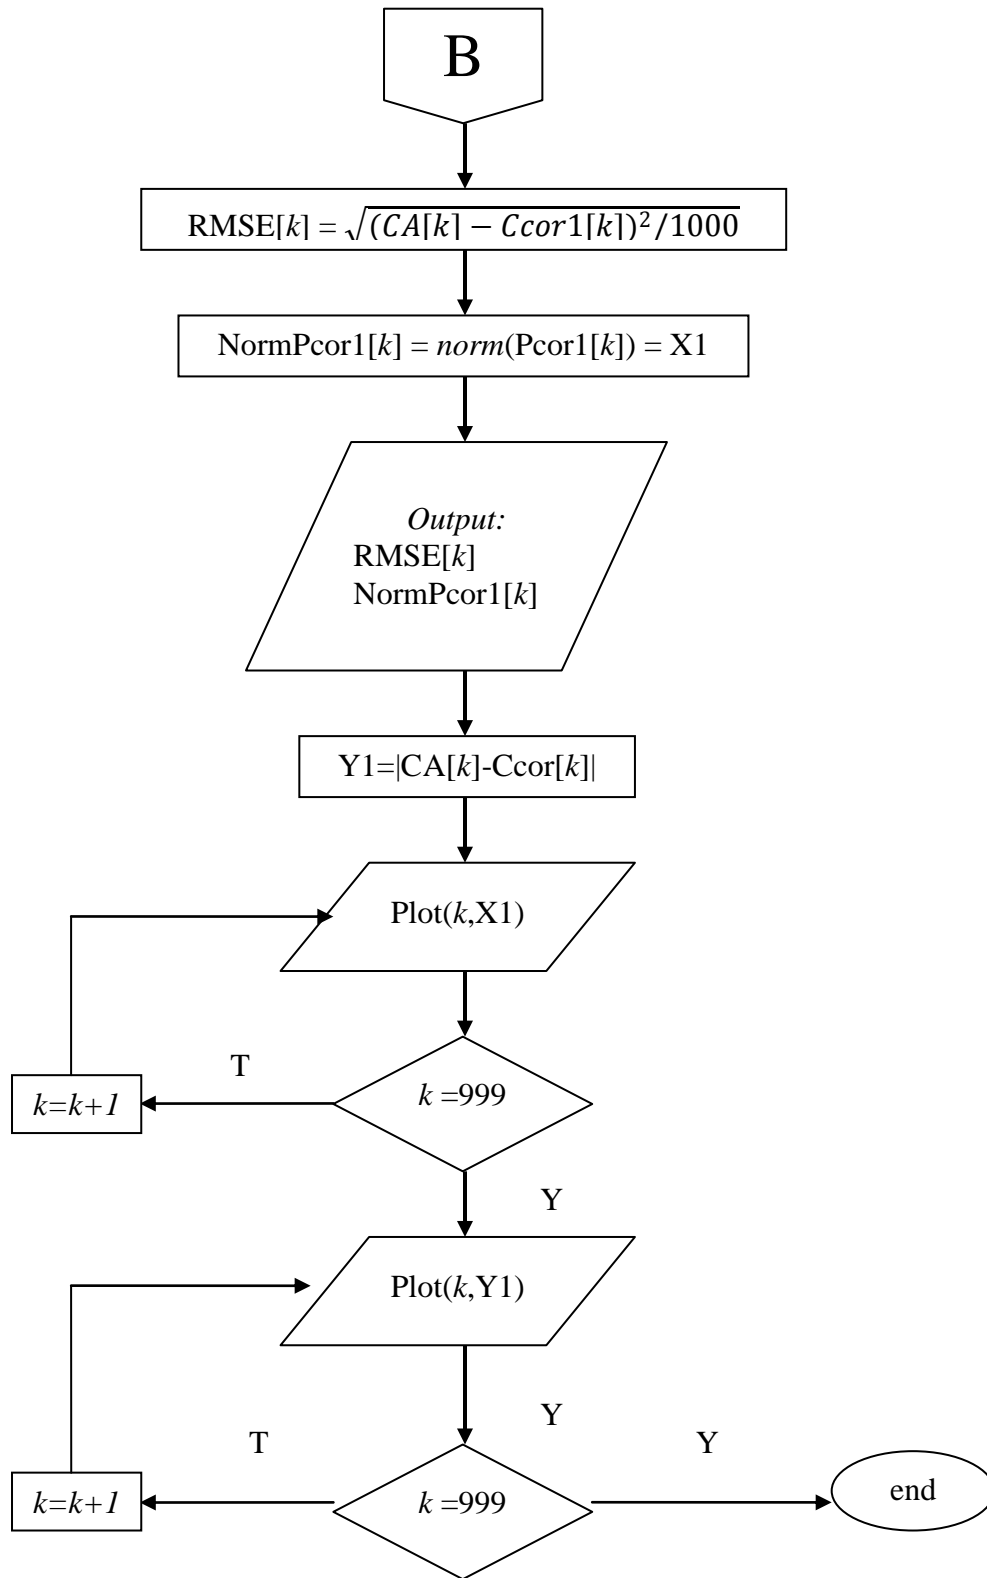 B
RMSE[k] = √(CA[k] − Ccor1[k])²/1000
NormPcor1[k] = norm(Pcor1[k]) = X1
Output:
RMSE[k]
NormPcor1[k]
Y1=|CA[k]-Ccor[k]|
Plot(k,X1)
T
k =999
k=k+1
Y
Plot(k,Y1)
Y
T
Y
k =999
k=k+1
end